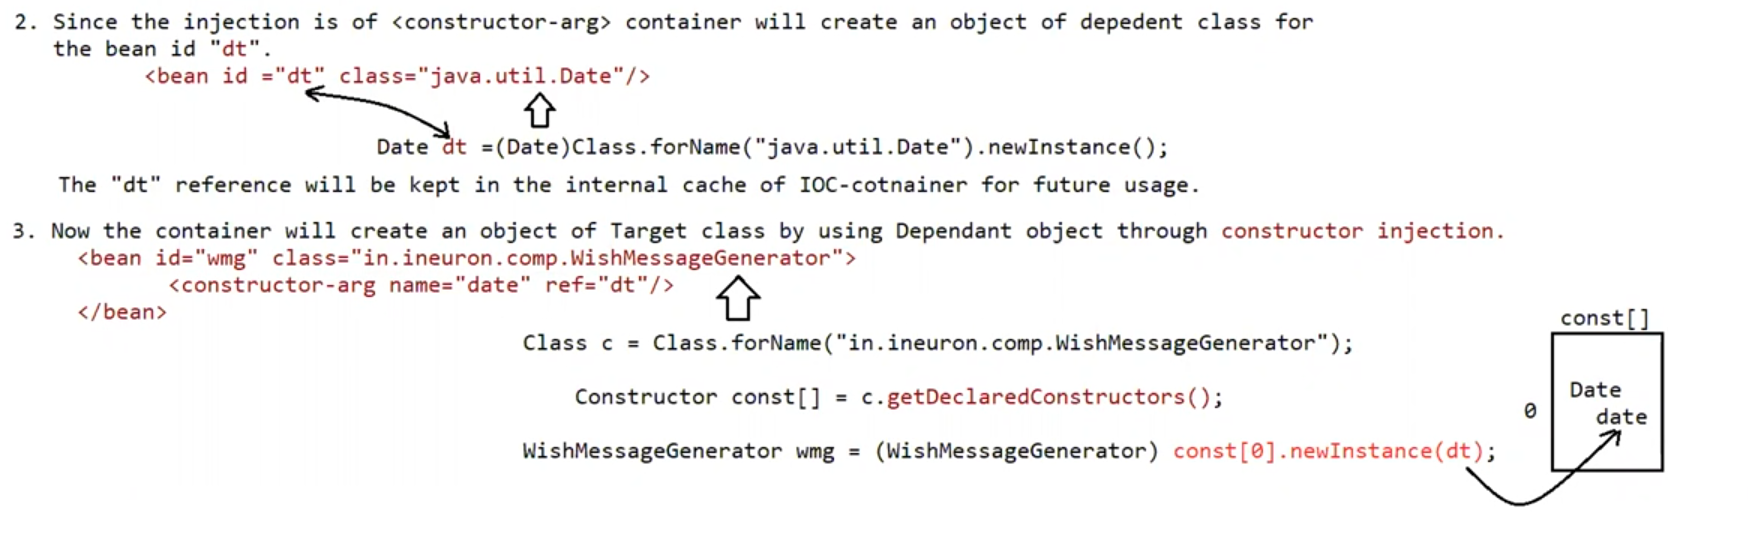 2. Since the injection is of <constructor-arg> container will create an object of depedent class for
the bean id "dt".
<bean id ="dt" class="java.util.Date"/>
Date dt =(Date)Class.forName("java.util.Date").newInstance();
The "dt" reference will be kept in the internal cache of IOC-cotnainer for future usage.
3. Now the container will create an object of Target class by using Dependant object through constructor injection.
<bean id="wmg" class="in.ineuron.comp.WishMessageGenerator">
<constructor-arg name="date" ref="dt"/>
</bean>
const[]
Class c = Class.forName("in.ineuron.comp.WishMessageGenerator");
Constructor const[] = c.getDeclaredConstructors();
Date
0
date
WishMessageGenerator wmg = (WishMessageGenerator) const[0].newInstance(dt);